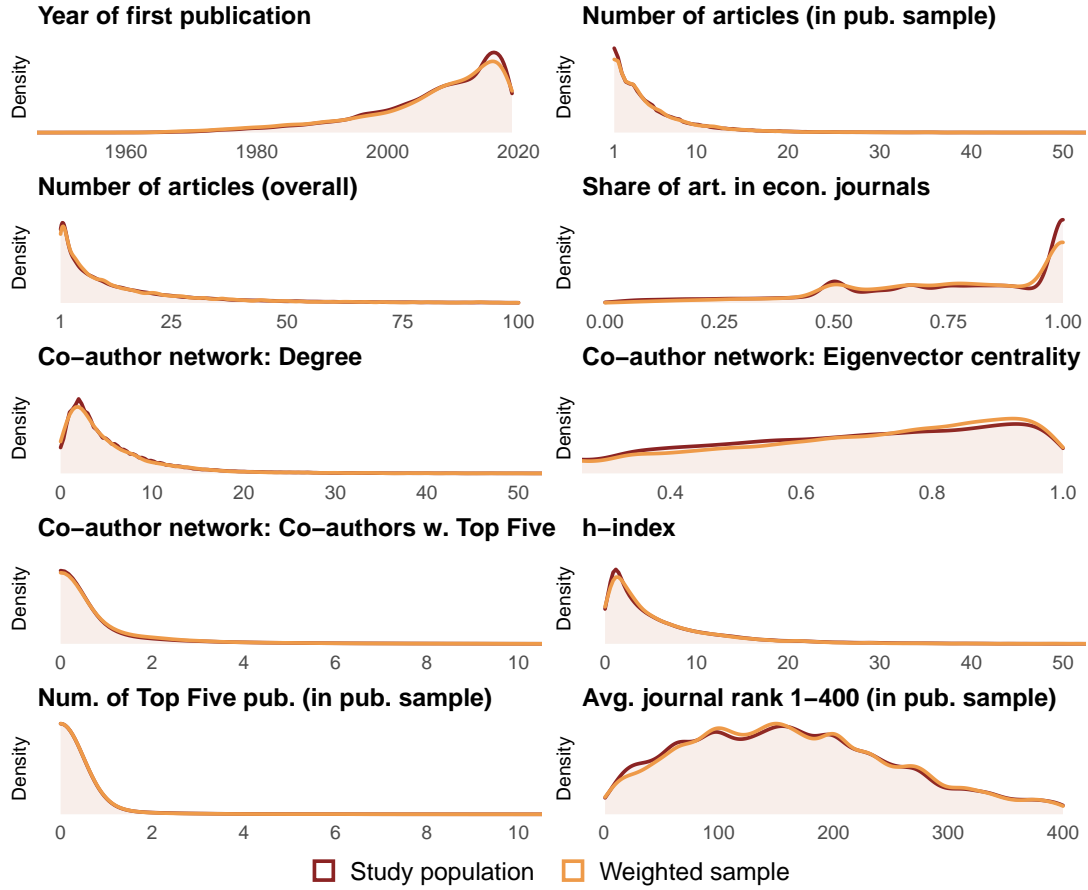 Year of first publication
Density
1960 1980 2000 2020
Number of articles (in pub. sample)
Density
1 10 20 30 40 50
Number of articles (overall)
Density
1 25 50 75 100
Share of art. in econ. journals
Density
0.00 0.25 0.50 0.75 1.00
Co−author network: Degree
Density
0 10 20 30 40 50
Co−author network: Eigenvector centrality
Density
0.4 0.6 0.8 1.0
Co−author network: Co−authors w. Top Five
Density
0 2 4 6 8 10
h−index
Density
0 10 20 30 40 50
Num. of Top Five pub. (in pub. sample)
Density
0 2 4 6 8 10
Avg. journal rank 1−400 (in pub. sample)
Density
0 100 200 300 400
Study population
Weighted sample